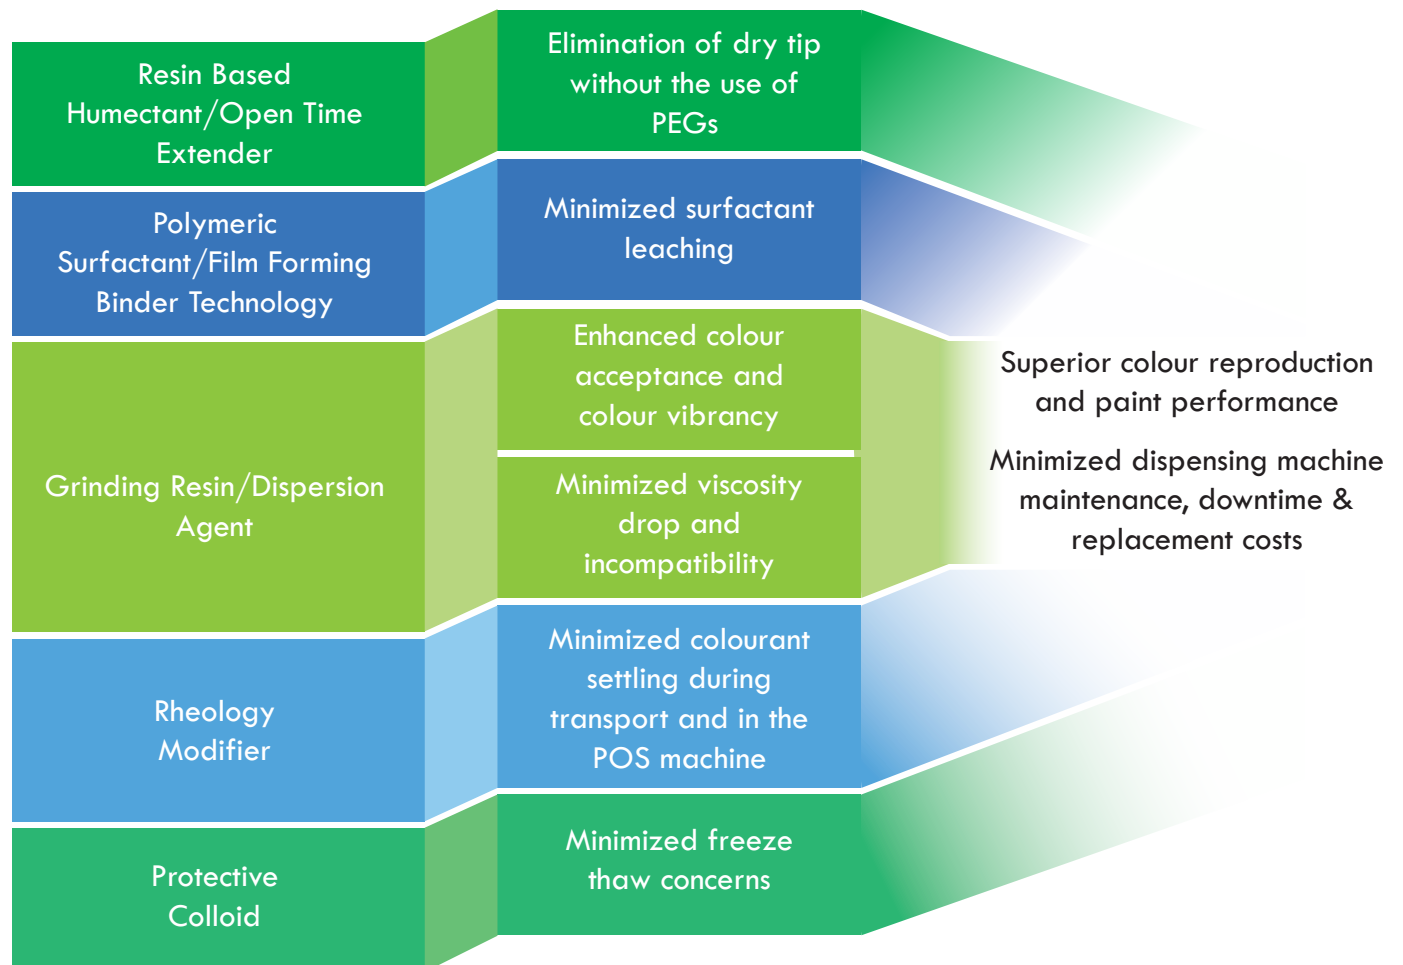 Resin Based
Humectant/Open Time
Extender
Elimination of dry tip
without the use of
PEGs
Polymeric
Surfactant/Film Forming
Binder Technology
Minimized surfactant
leaching
Grinding Resin/Dispersion
Agent
Enhanced colour
acceptance and
colour vibrancy
Minimized viscosity
drop and
incompatibility
Rheology
Modifier
Minimized colourant
settling during
transport and in the
POS machine
Protective
Colloid
Minimized freeze
thaw concerns
Superior colour reproduction
and paint performance
Minimized dispensing machine
maintenance, downtime &
replacement costs